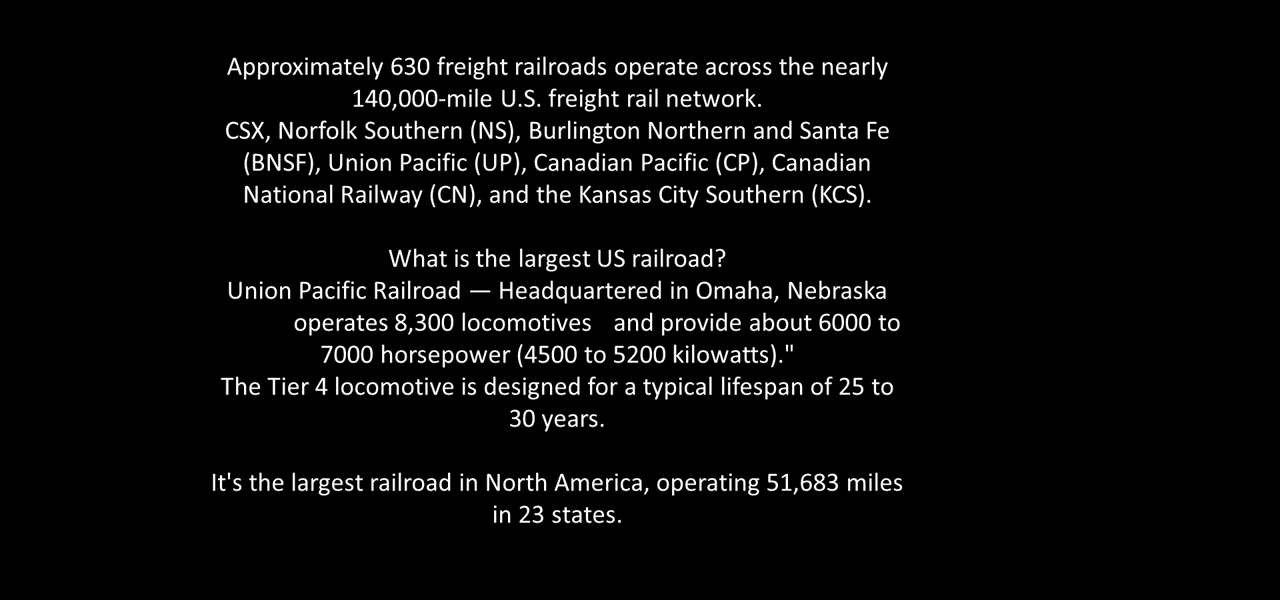 Approximately 630 freight railroads operate across the nearly
140,000-mile U.S. freight rail network.
CSX, Norfolk Southern (NS), Burlington Northern and Santa Fe
(BNSF), Union Pacific (UP), Canadian Pacific (CP), Canadian
National Railway (CN), and the Kansas City Southern (KCS).
What is the largest US railroad?
Union Pacific Railroad — Headquartered in Omaha, Nebraska
operates 8,300 locomotives and provide about 6000 to
7000 horsepower (4500 to 5200 kilowatts)."
The Tier 4 locomotive is designed for a typical lifespan of 25 to
30 years.
It's the largest railroad in North America, operating 51,683 miles
in 23 states.